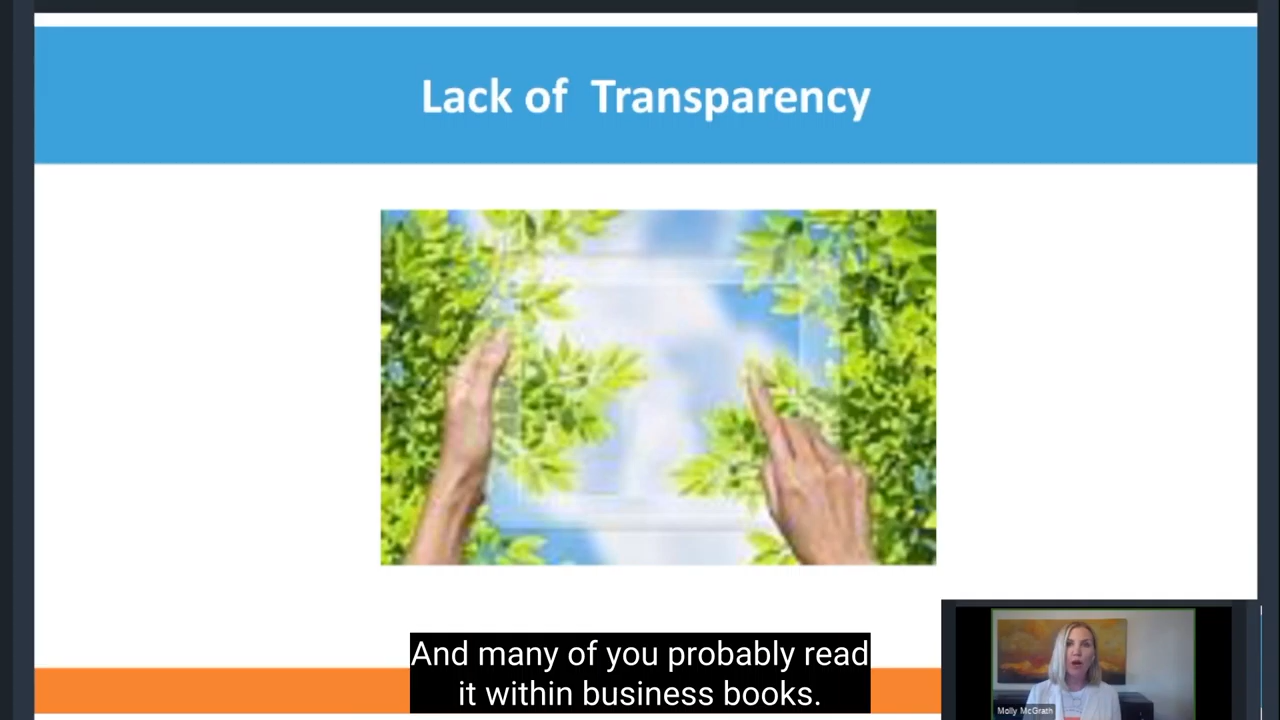 Lack of Transparency
And many of you probably read
it within business books.
Molly McGrath